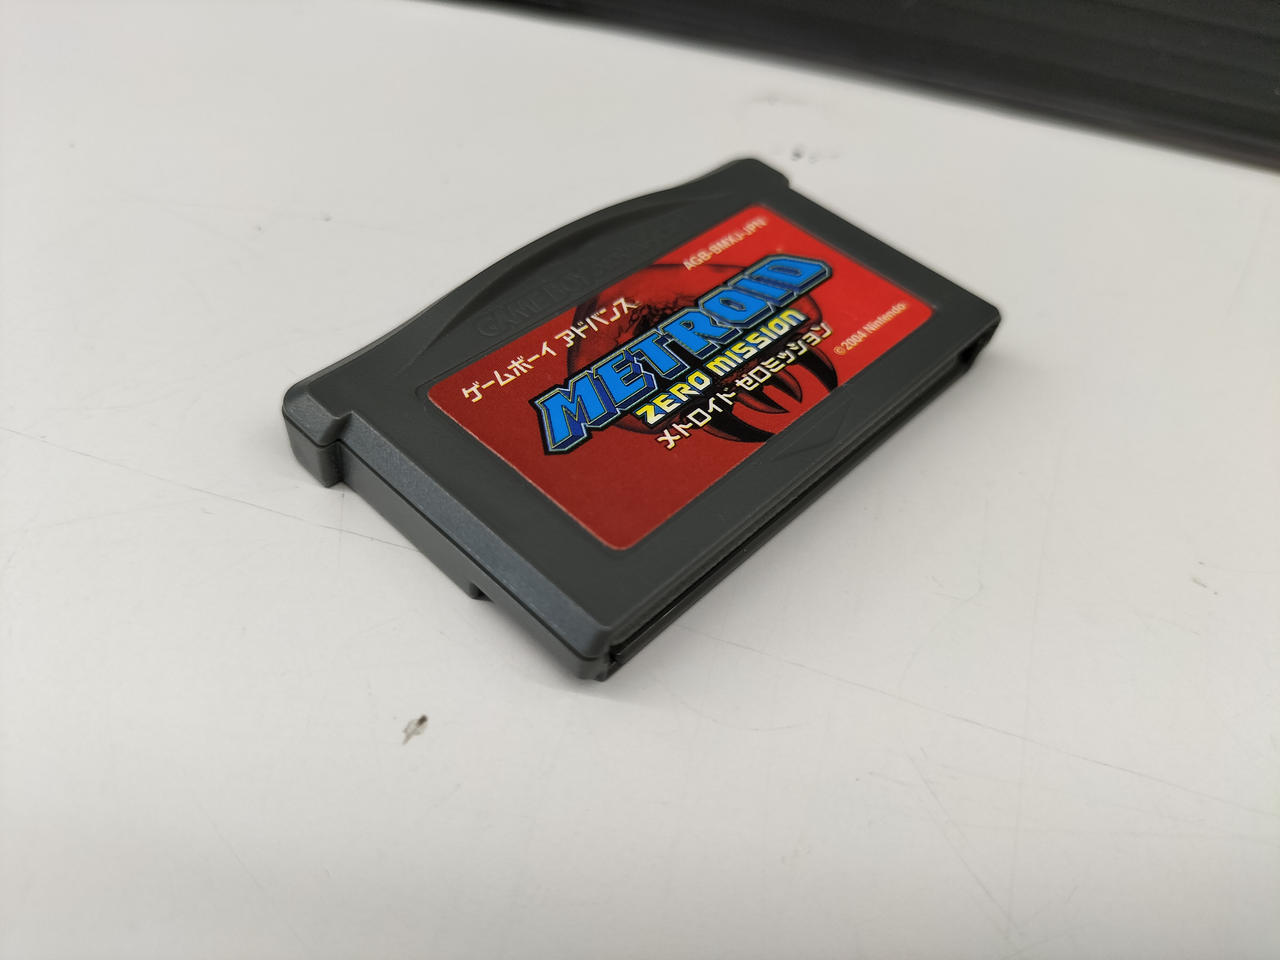 GAME BOY ADVANCE
ゲームボーイ アドバンス
AGB-BMXJ-JPN
METROID
ZERO MISSION
メトロイド ゼロミッション
©2004 Nintendo